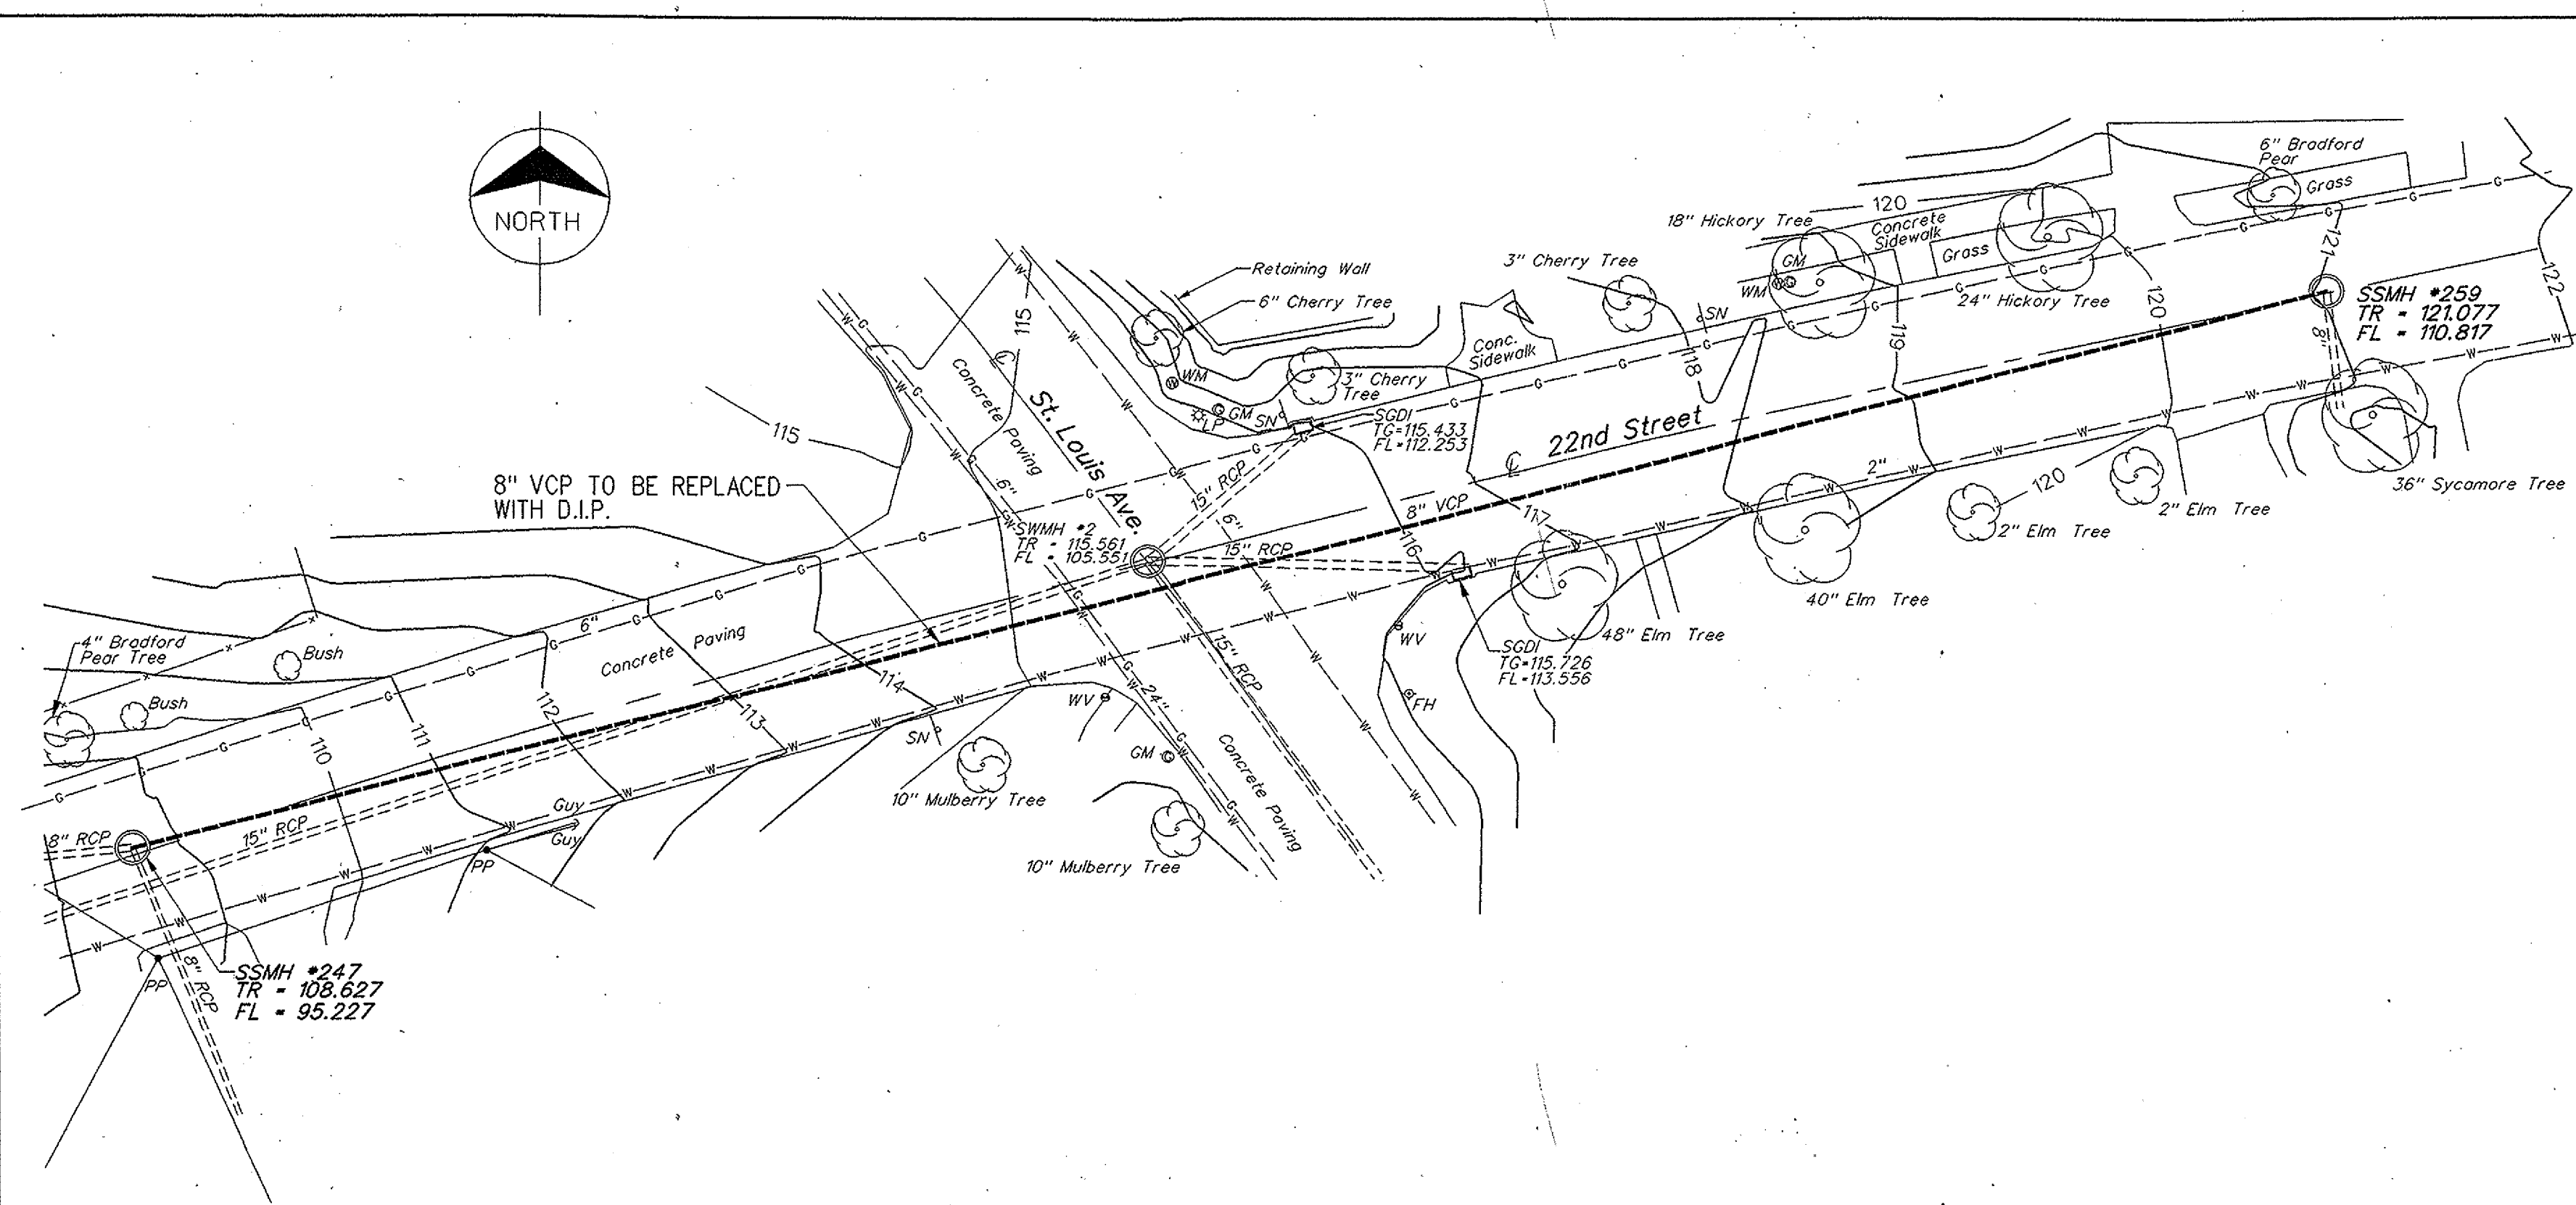 NORTH
6" Bradford
Pear
Grass
G
120
18" Hickory Tree
Concrete
Sidewalk
Grass
GM
WM
24" Hickory Tree
121
122
SSMH #259
TR = 121.077
FL = 110.817
8"
Retaining Wall
6" Cherry Tree
3" Cherry Tree
SN
118
119
120
115
Concrete Paving
St. Louis Ave.
WM
GM
LP
SN
3" Cherry
Tree
Conc.
Sidewalk
SGDI
TG=115.433
FL=112.253
22nd Street
115
8" VCP TO BE REPLACED
WITH D.I.P.
6"
15" RCP
6"
SWMH #2
TR = 115.561
FL = 105.551
15" RCP
8" VCP
116
117
2"
W
120
2" Elm Tree
2" Elm Tree
36" Sycamore Tree
40" Elm Tree
48" Elm Tree
SGDI
TG=115.726
FL=113.556
WV
FH
4" Bradford
Pear Tree
Bush
Bush
6"
Concrete Paving
110
111
112
113
114
SN
WV
24"
15" RCP
GM
Concrete Paving
10" Mulberry Tree
10" Mulberry Tree
Guy
Guy
PP
8" RCP
15" RCP
8" RCP
PP
SSMH #247
TR = 108.627
FL = 95.227